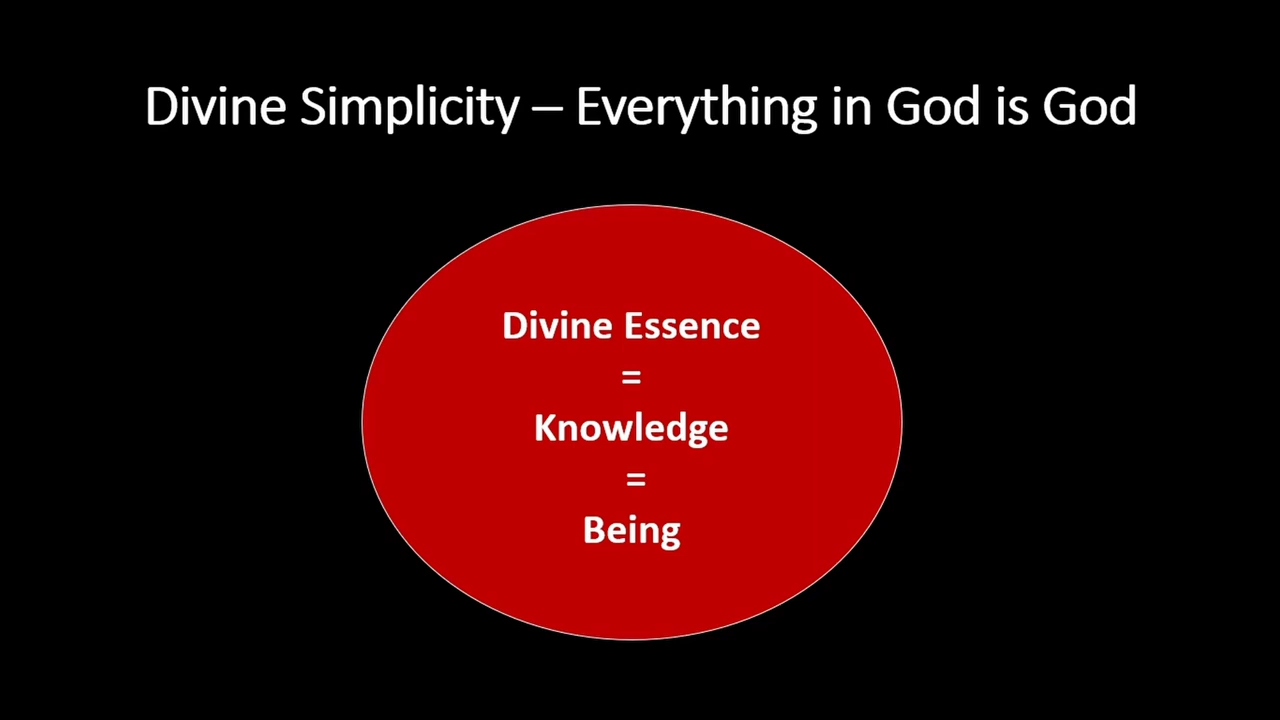 Divine Simplicity – Everything in God is God
Divine Essence
=
Knowledge
=
Being